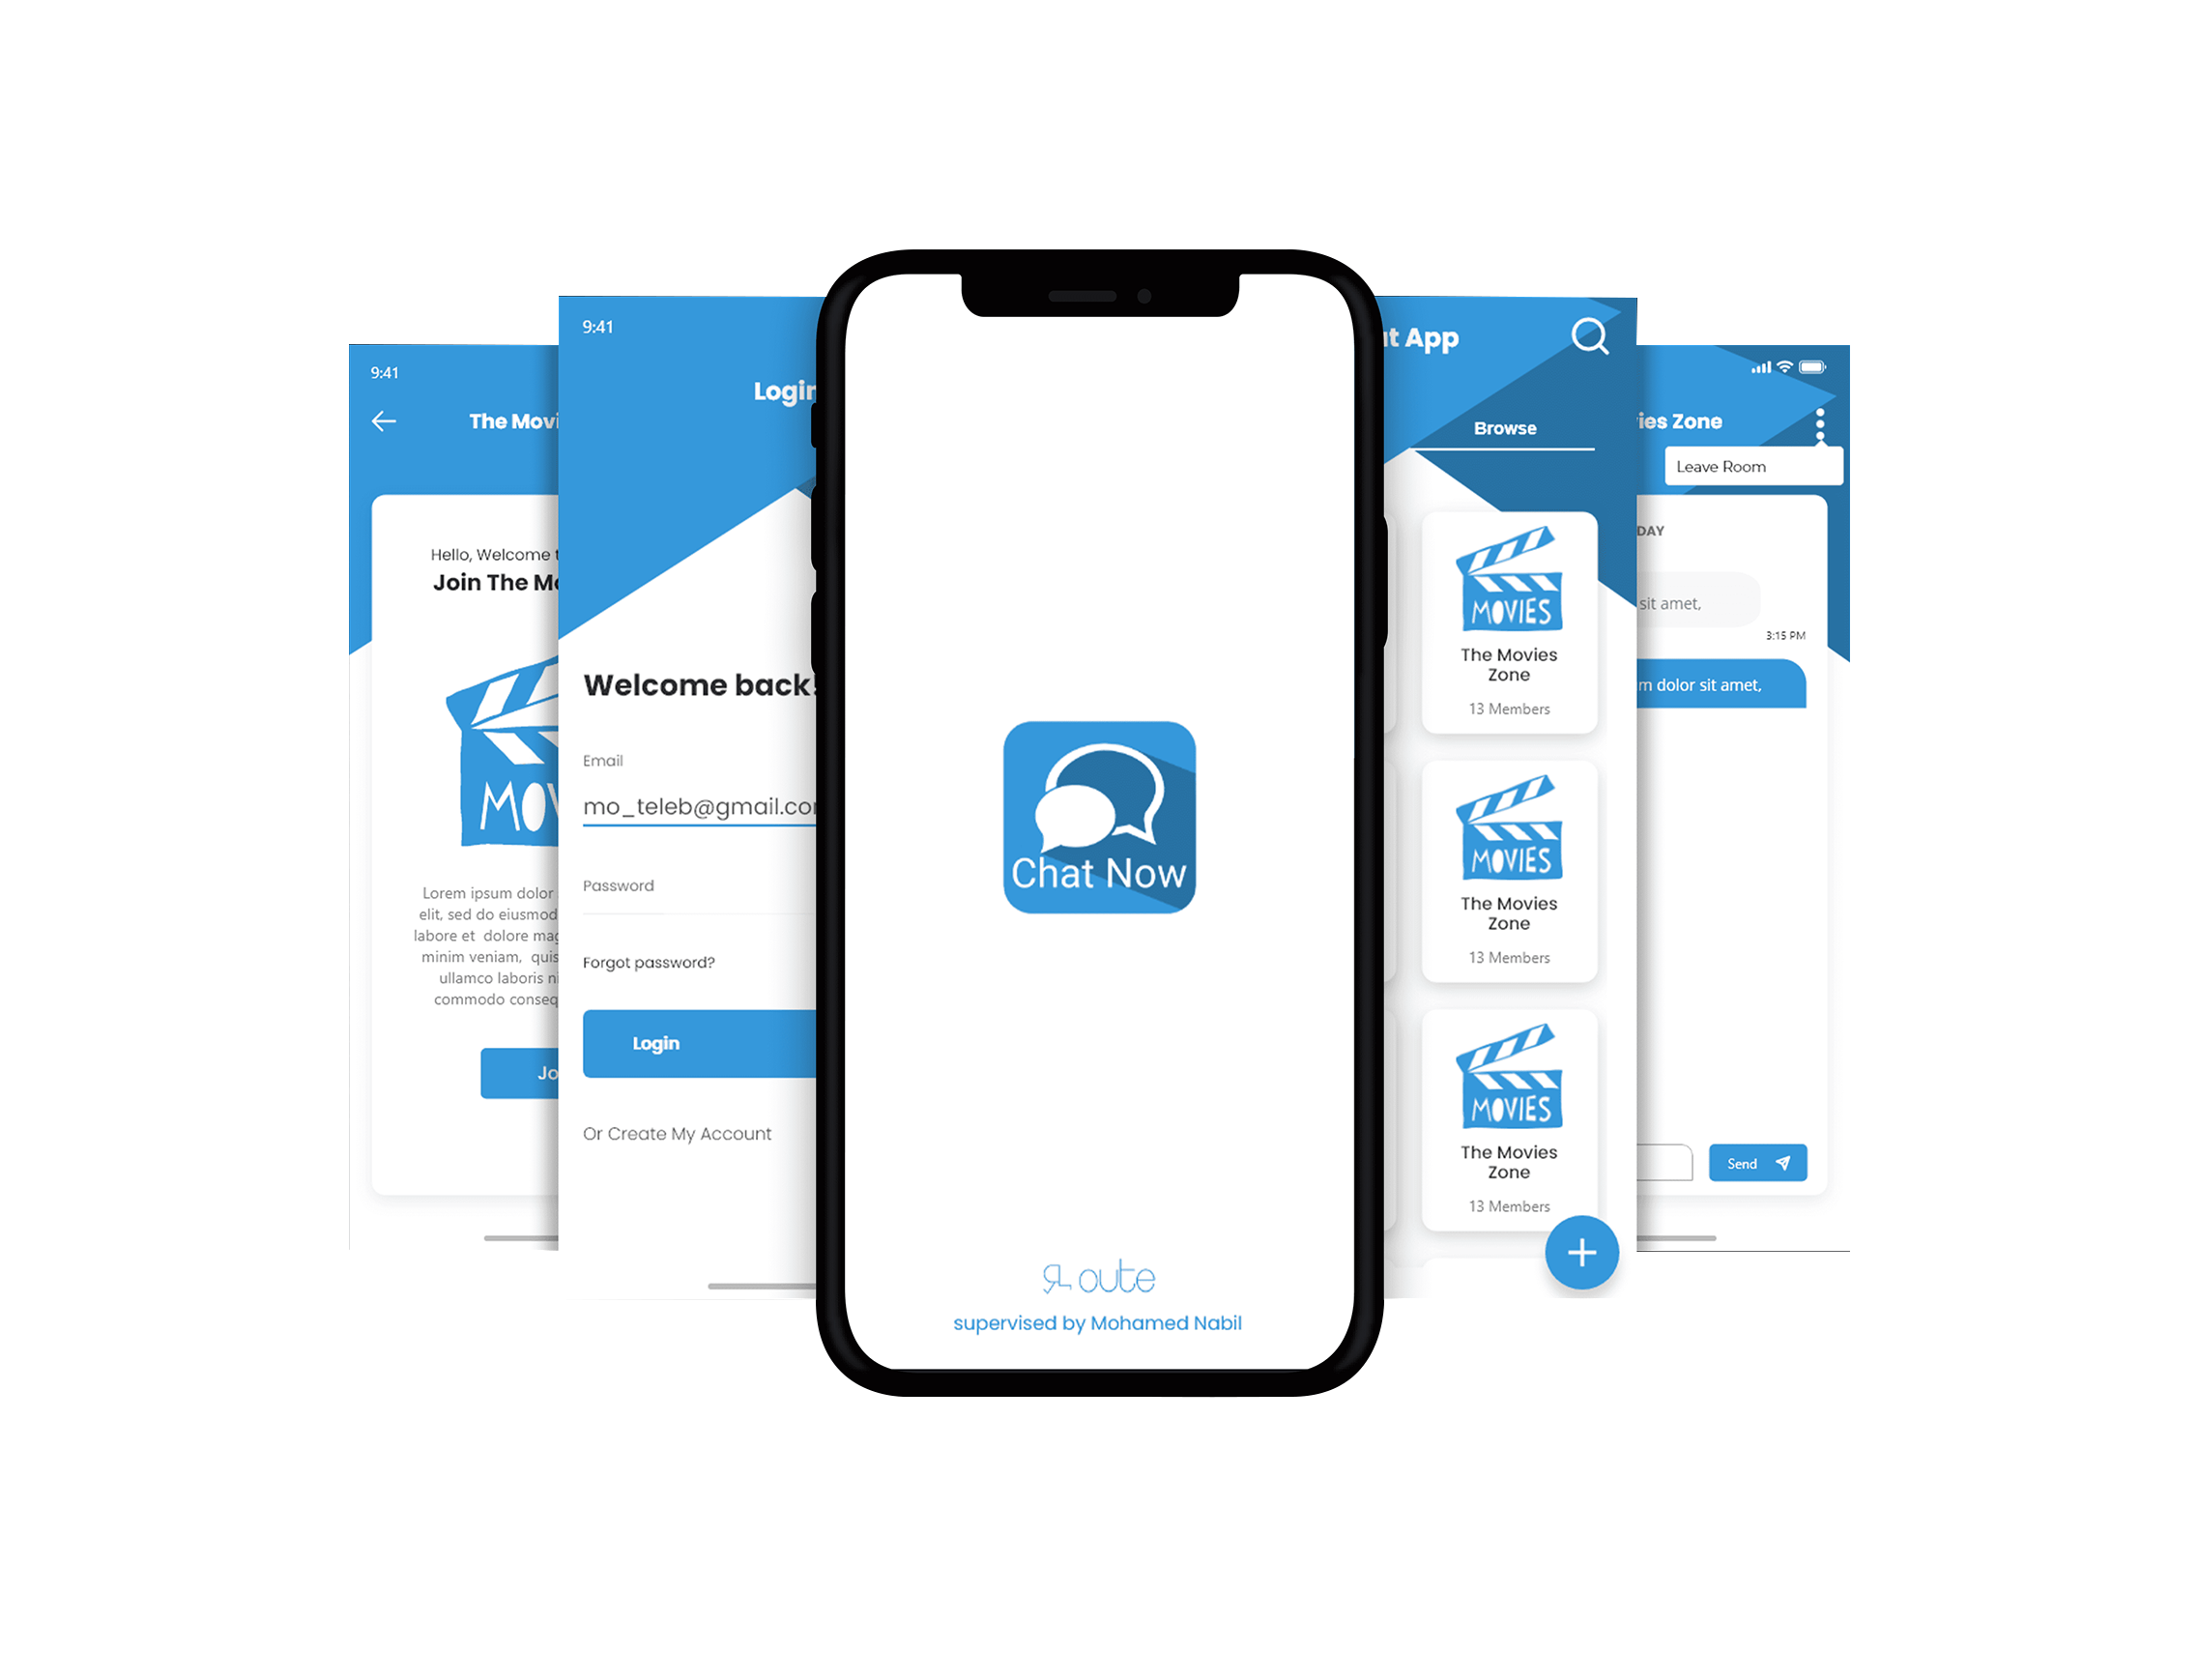 9:41
The Movi
Hello, Welcome t
Join The Mo
MOV
Lorem ipsum dolor
elit, sed do eiusmod
labore et dolore mag
minim veniam, quis
ullamco laboris ni
commodo conseq
Jo
9:41
Login
Welcome back!
Email
mo_teleb@gmail.com
Password
Forgot password?
Login
Or Create My Account
Chat Now
Route
supervised by Mohamed Nabil
at App
Browse
MOVIES
The Movies
Zone
13 Members
MOVIES
The Movies
Zone
13 Members
MOVIES
The Movies
Zone
13 Members
ies Zone
Leave Room
DAY
sit amet,
3:15 PM
m dolor sit amet,
Send